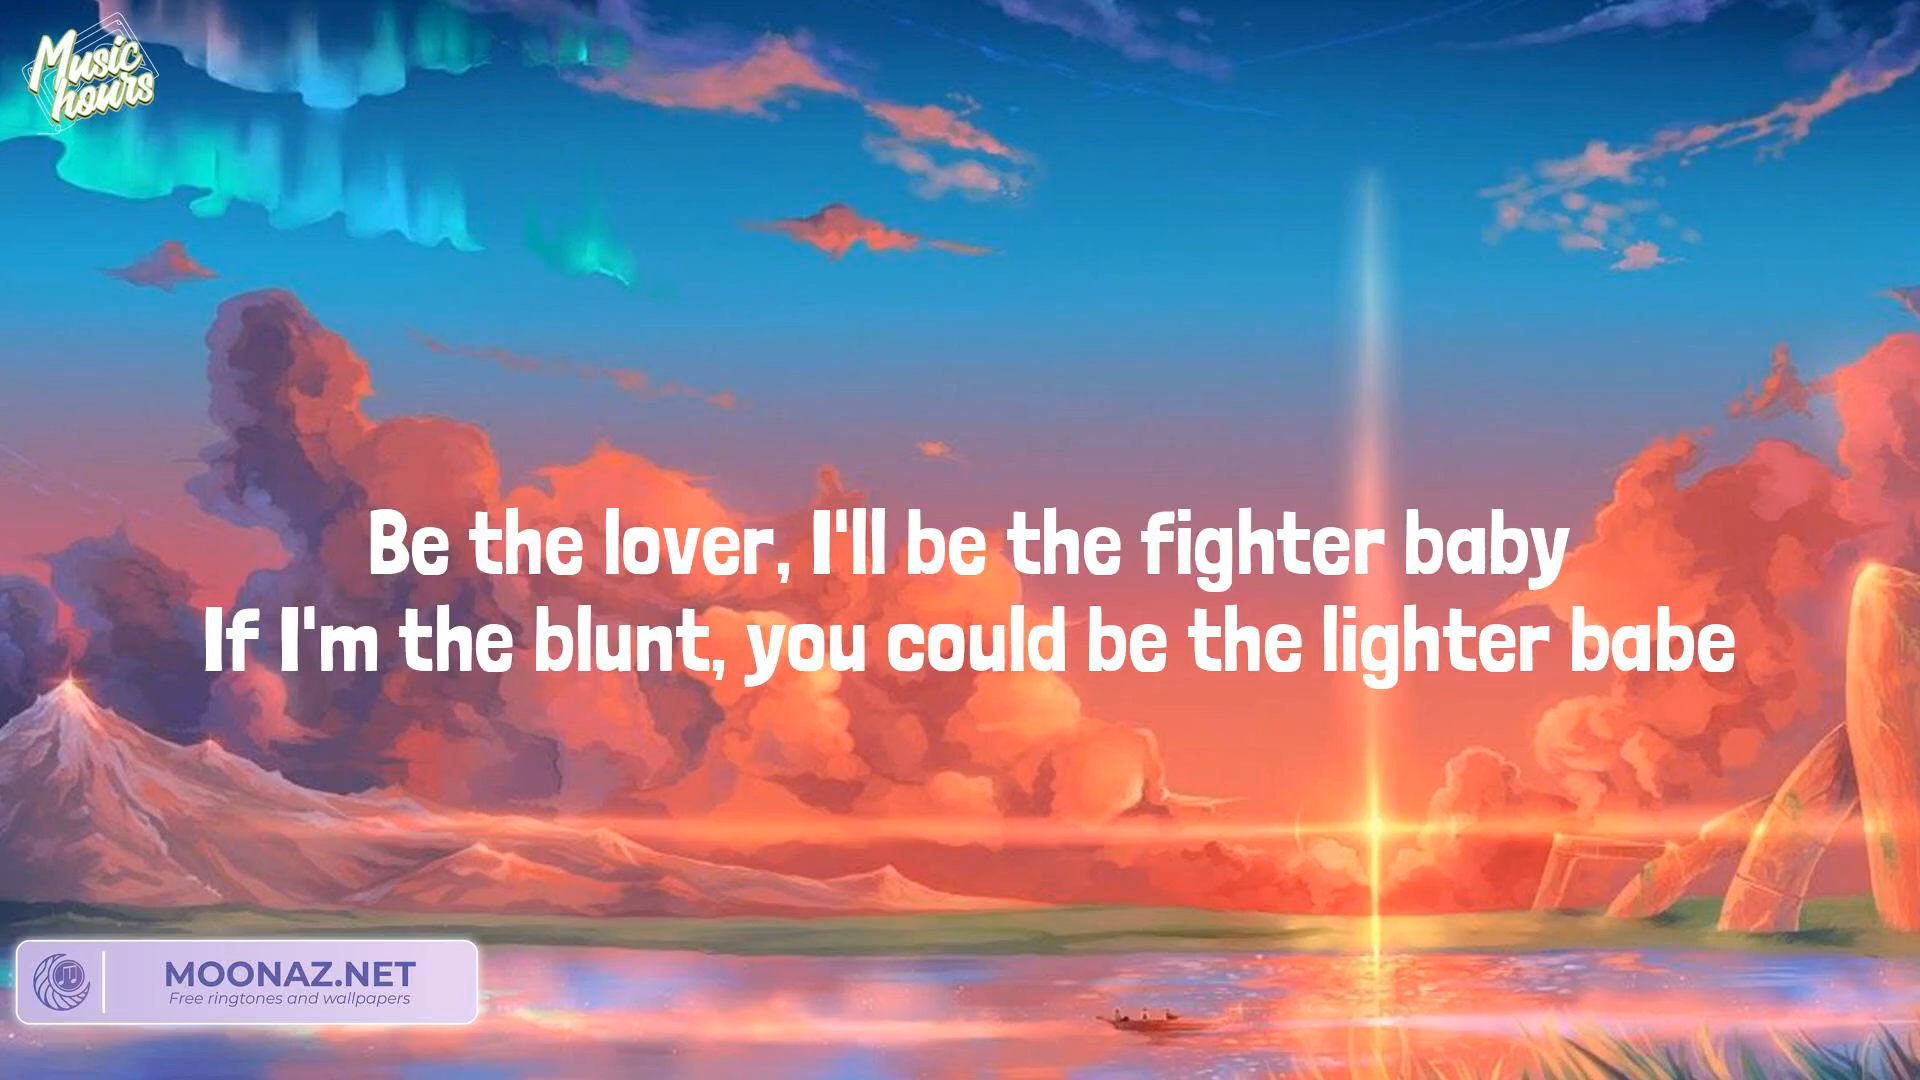 Music
hours
Be the lover, I'll be the fighter baby
If I'm the blunt, you could be the lighter babe
MOONAZ.NET
Free ringtones and wallpapers